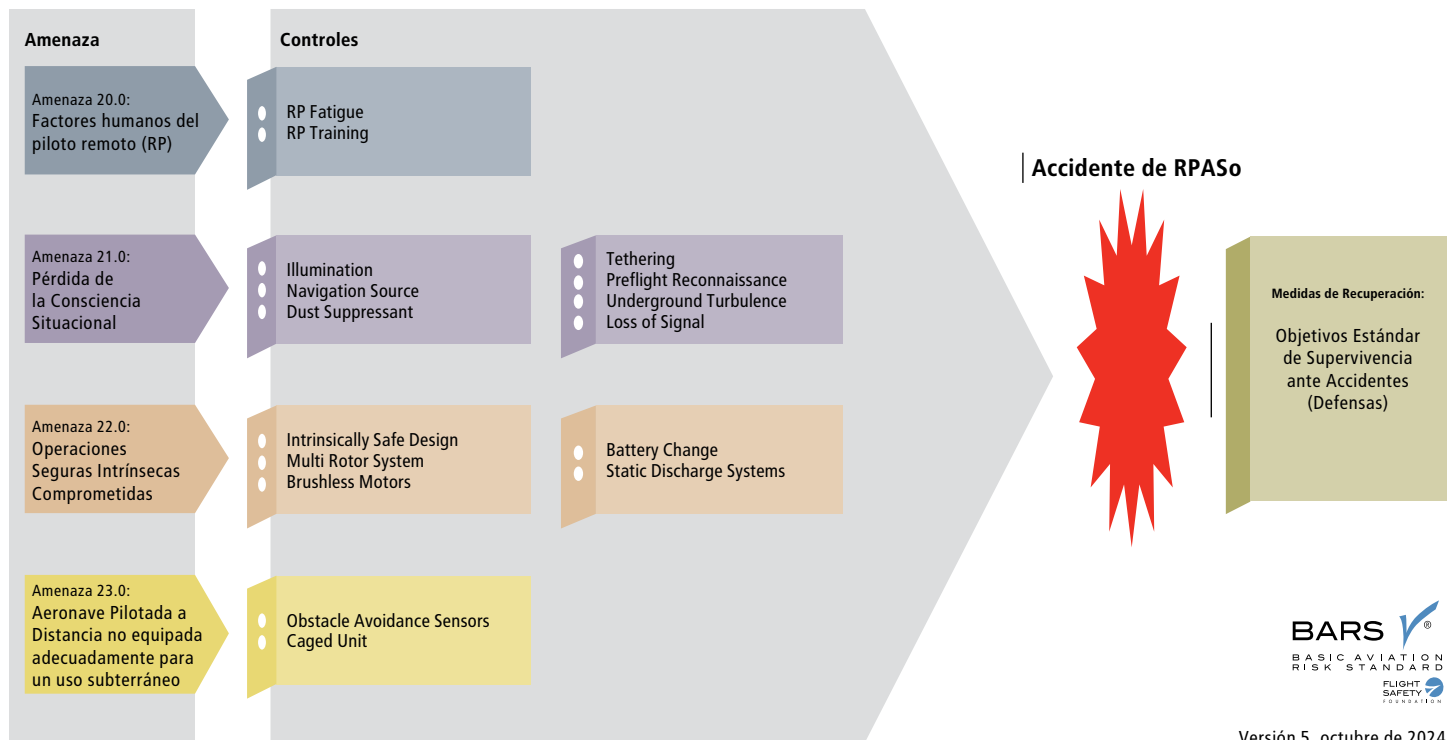 Amenaza
Controles
Amenaza 20.0:
Factores humanos del
piloto remoto (RP)
RP Fatigue
RP Training
Amenaza 21.0:
Pérdida de
la Consciencia
Situacional
Illumination
Navigation Source
Dust Suppressant
Tethering
Preflight Reconnaissance
Underground Turbulence
Loss of Signal
Amenaza 22.0:
Operaciones
Seguras Intrínsecas
Comprometidas
Intrinsically Safe Design
Multi Rotor System
Brushless Motors
Battery Change
Static Discharge Systems
Amenaza 23.0:
Aeronave Pilotada a
Distancia no equipada
adecuadamente para
un uso subterráneo
Obstacle Avoidance Sensors
Caged Unit
Accidente de RPASo
Medidas de Recuperación:
Objetivos Estándar
de Supervivencia
ante Accidentes
(Defensas)
BARS ®
BASIC AVIATION
RISK STANDARD
FLIGHT
SAFETY
FOUNDATION
Versión 5, octubre de 2024